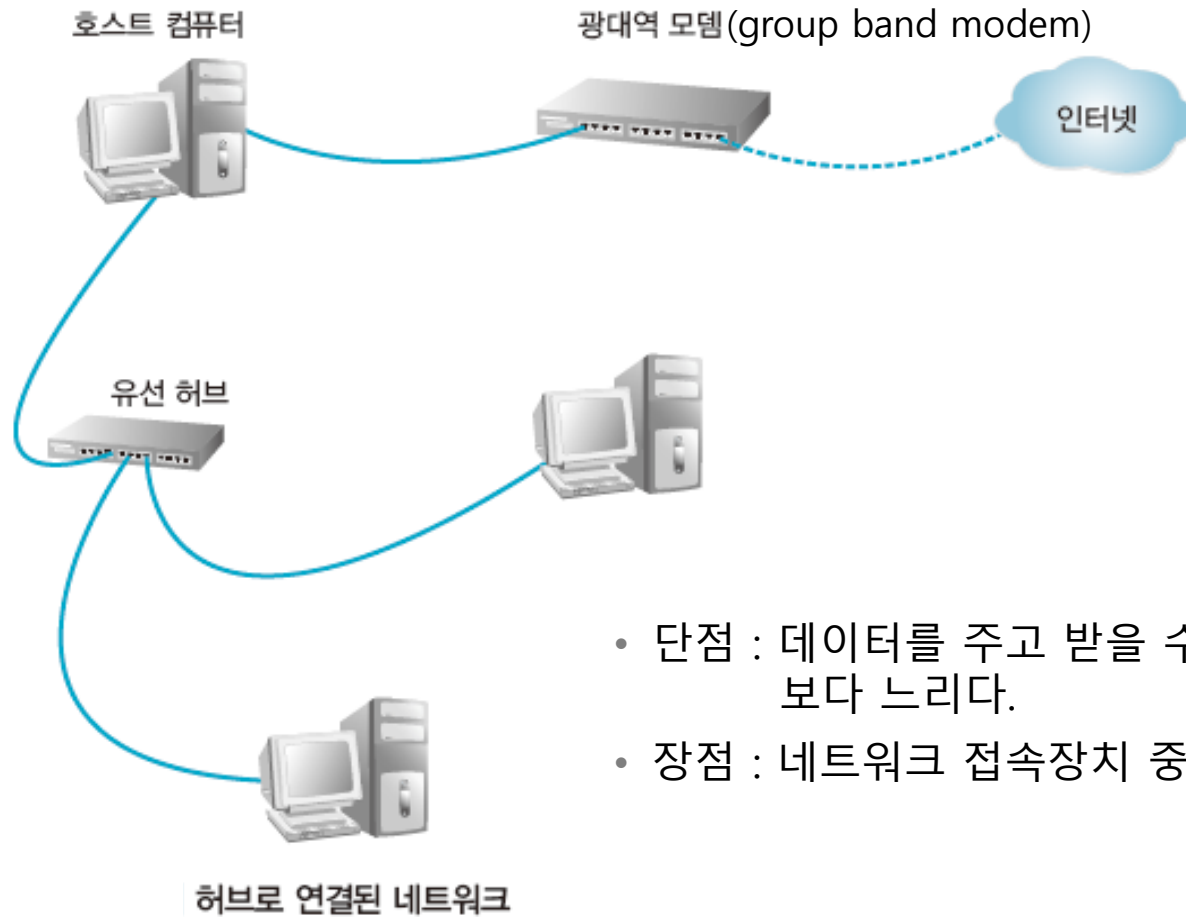 호스트 컴퓨터
광대역 모뎀(group band modem)
인터넷
유선 허브
• 단점 : 데이터를 주고 받을 수
보다 느리다.
• 장점 : 네트워크 접속장치 중
허브로 연결된 네트워크